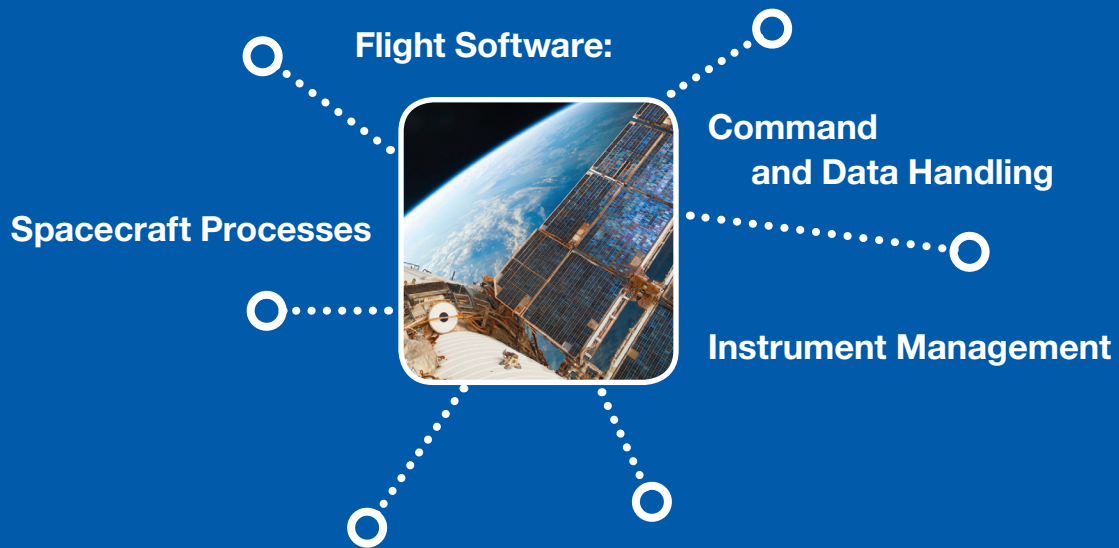 Flight Software:
Command
and Data Handling
Spacecraft Processes
Instrument Management